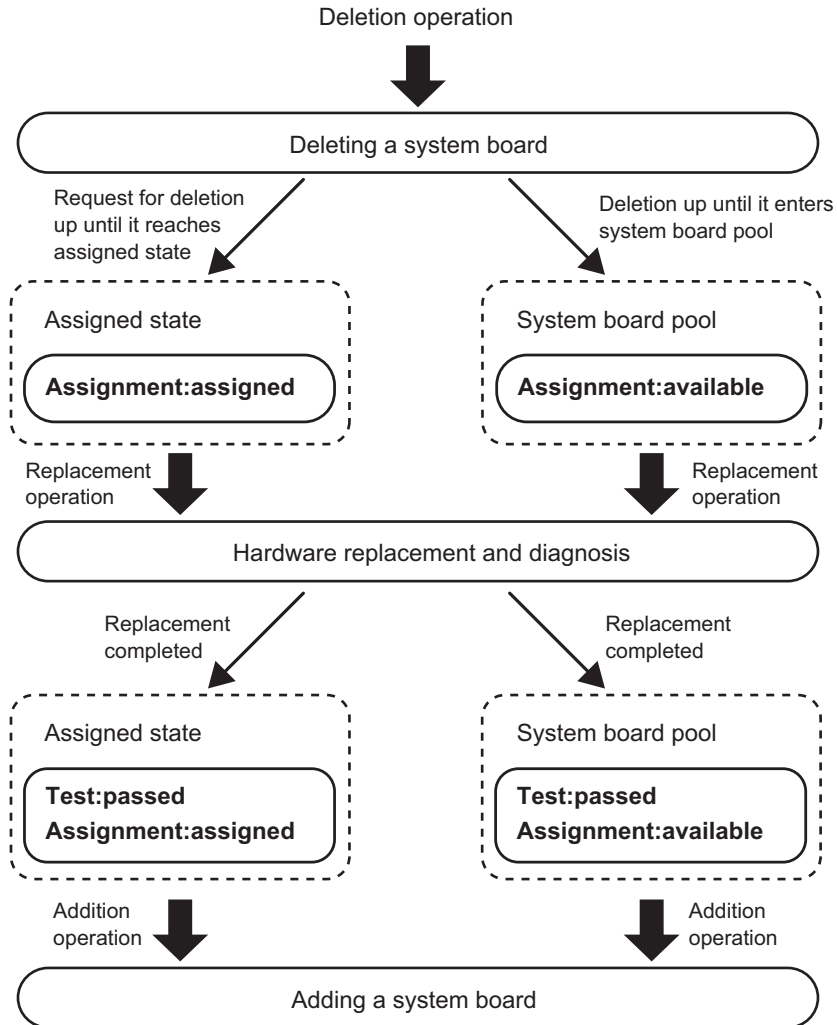 Deletion operation
Deleting a system board
Request for deletion
up until it reaches
assigned state
Deletion up until it enters
system board pool
Assigned state
Assignment:assigned
System board pool
Assignment:available
Replacement
operation
Replacement
operation
Hardware replacement and diagnosis
Replacement
completed
Replacement
completed
Assigned state
Test:passed
Assignment:assigned
System board pool
Test:passed
Assignment:available
Addition
operation
Addition
operation
Adding a system board